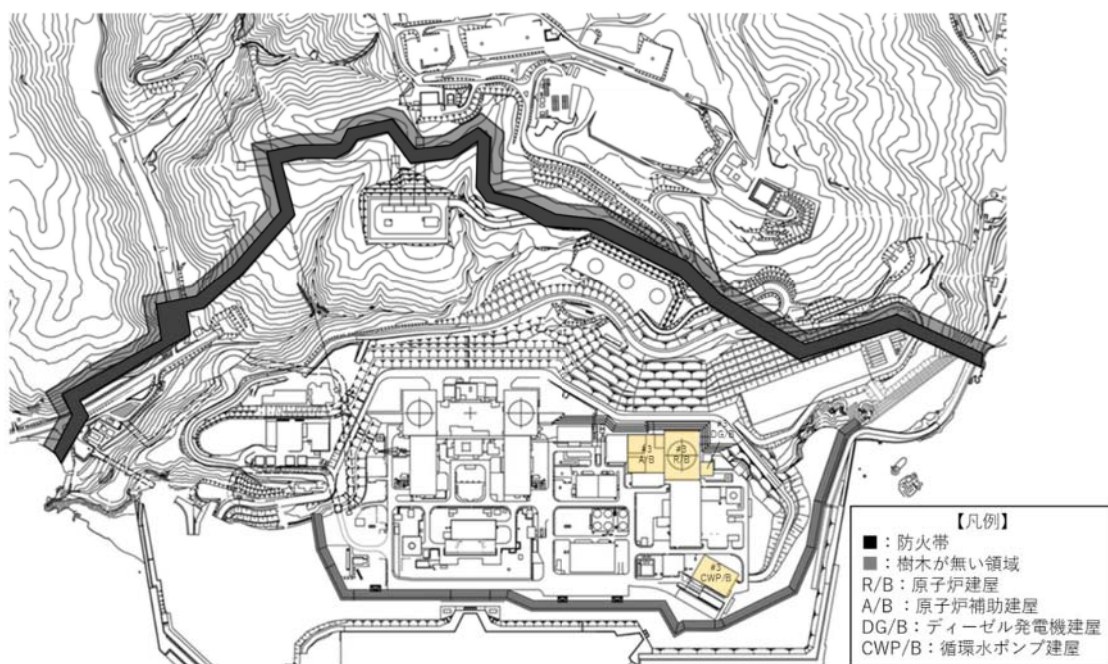 #3
A/B
#3
R/B
DG/B
#3
CWP/B
【凡例】
■：防火帯
■：樹木が無い領域
R/B：原子炉建屋
A/B：原子炉補助建屋
DG/B：ディーゼル発電機建屋
CWP/B：循環水ポンプ建屋